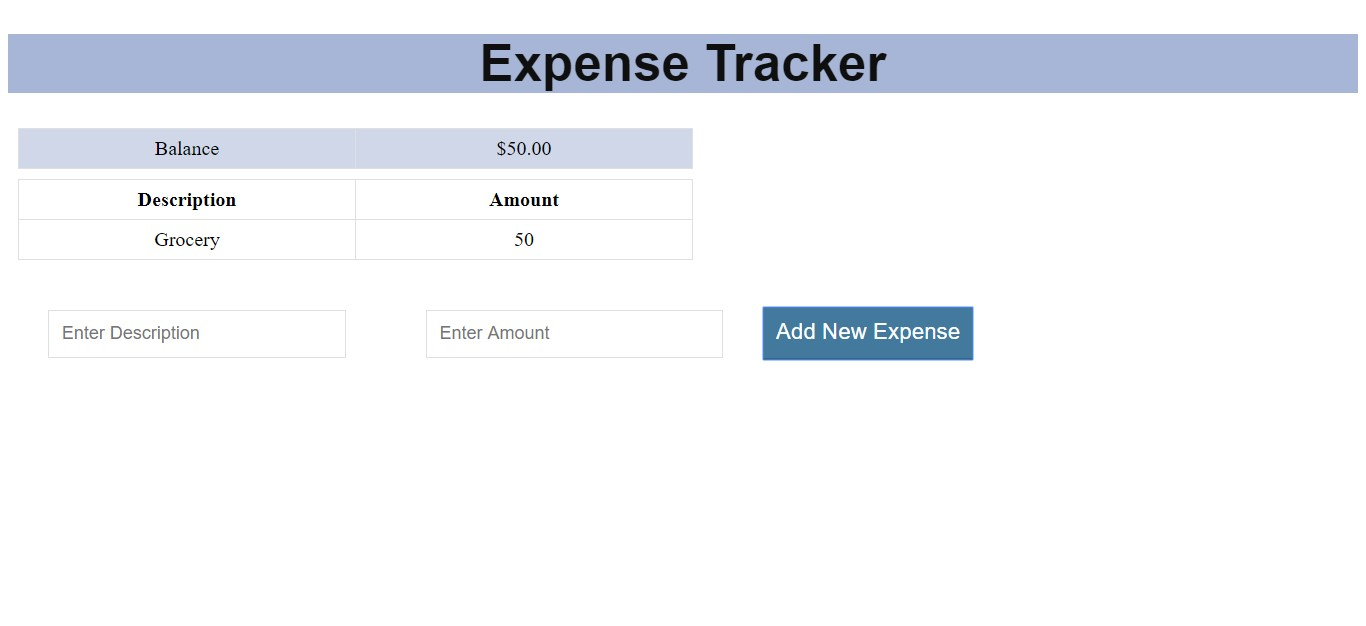 Expense Tracker
Balance $50.00
Description Amount
Grocery 50
Enter Description Enter Amount Add New Expense